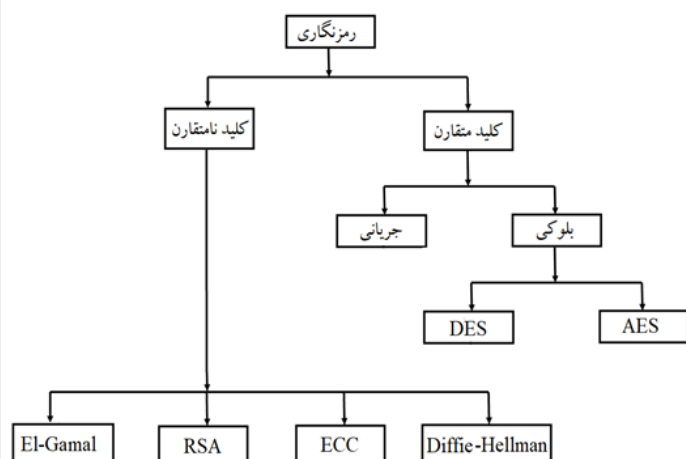 رمزنگاری
کلید متقارن
کلید نامتقارن
بلوکی
جریانی
AES
DES
El-Gamal
RSA
ECC
Diffie-Hellman